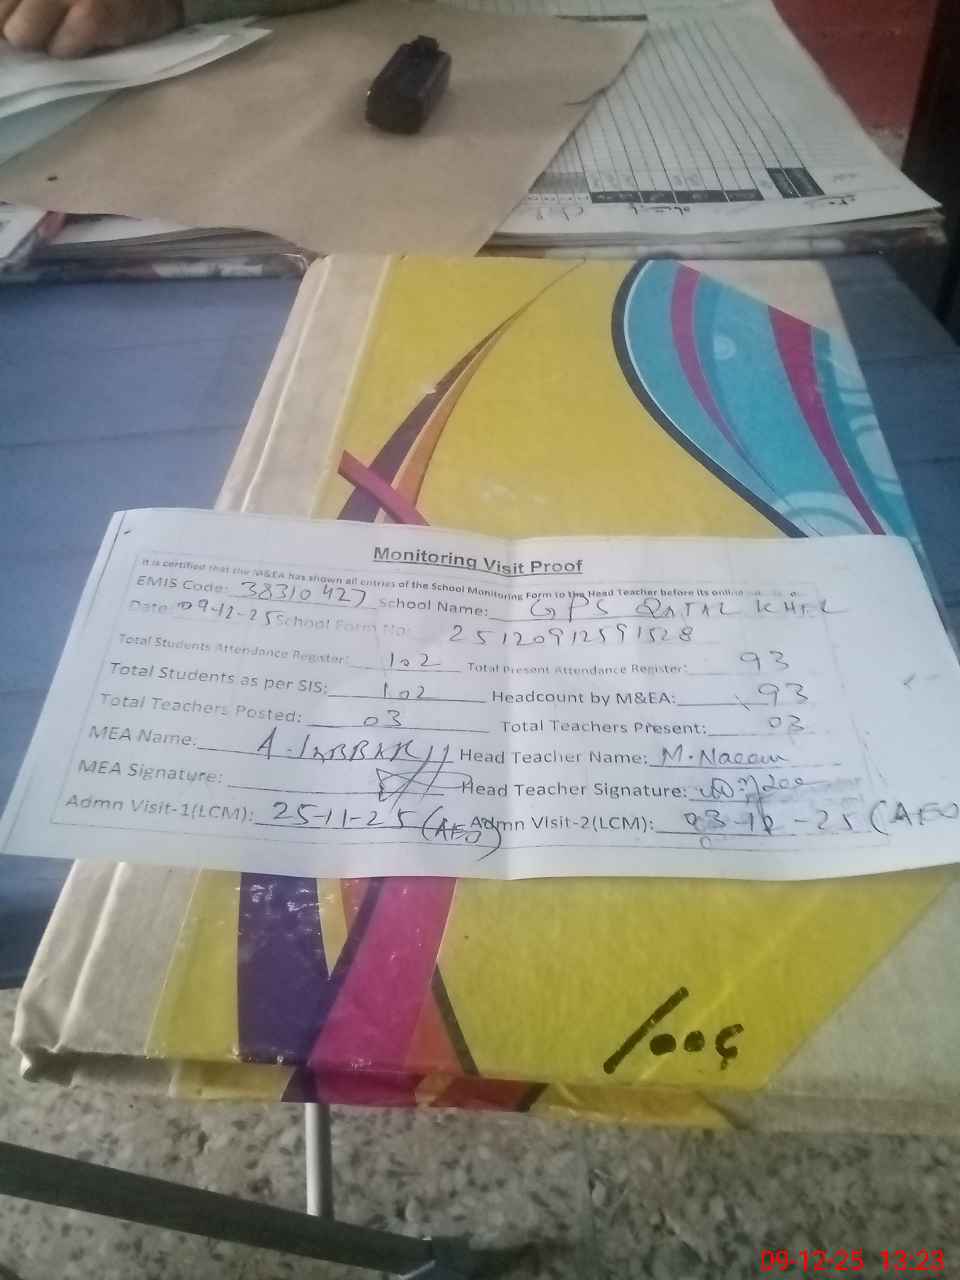 Monitoring Visit Proof
It is certified that the M&EA has shown all entries of the School Monitoring Form to the Head Teacher before its online
EMIS Code: 38310427 School Name: GPS QATAL KHEL
Date: 09-12-25 School Form No: 25120912591528
Total Students Attendance Register: 102 Total Present Attendance Register: 93
Total Students as per SIS: 102 Headcount by M&EA: 93
Total Teachers Posted: 03 Total Teachers Present: 03
MEA Name: A.JABBAR Head Teacher Name: M.Naeem
MEA Signature: Head Teacher Signature:
Admn Visit-1(LCM): 25-11-25 (AEO) Admn Visit-2(LCM): 03-12-25 (AEO
09-12-25 13:23